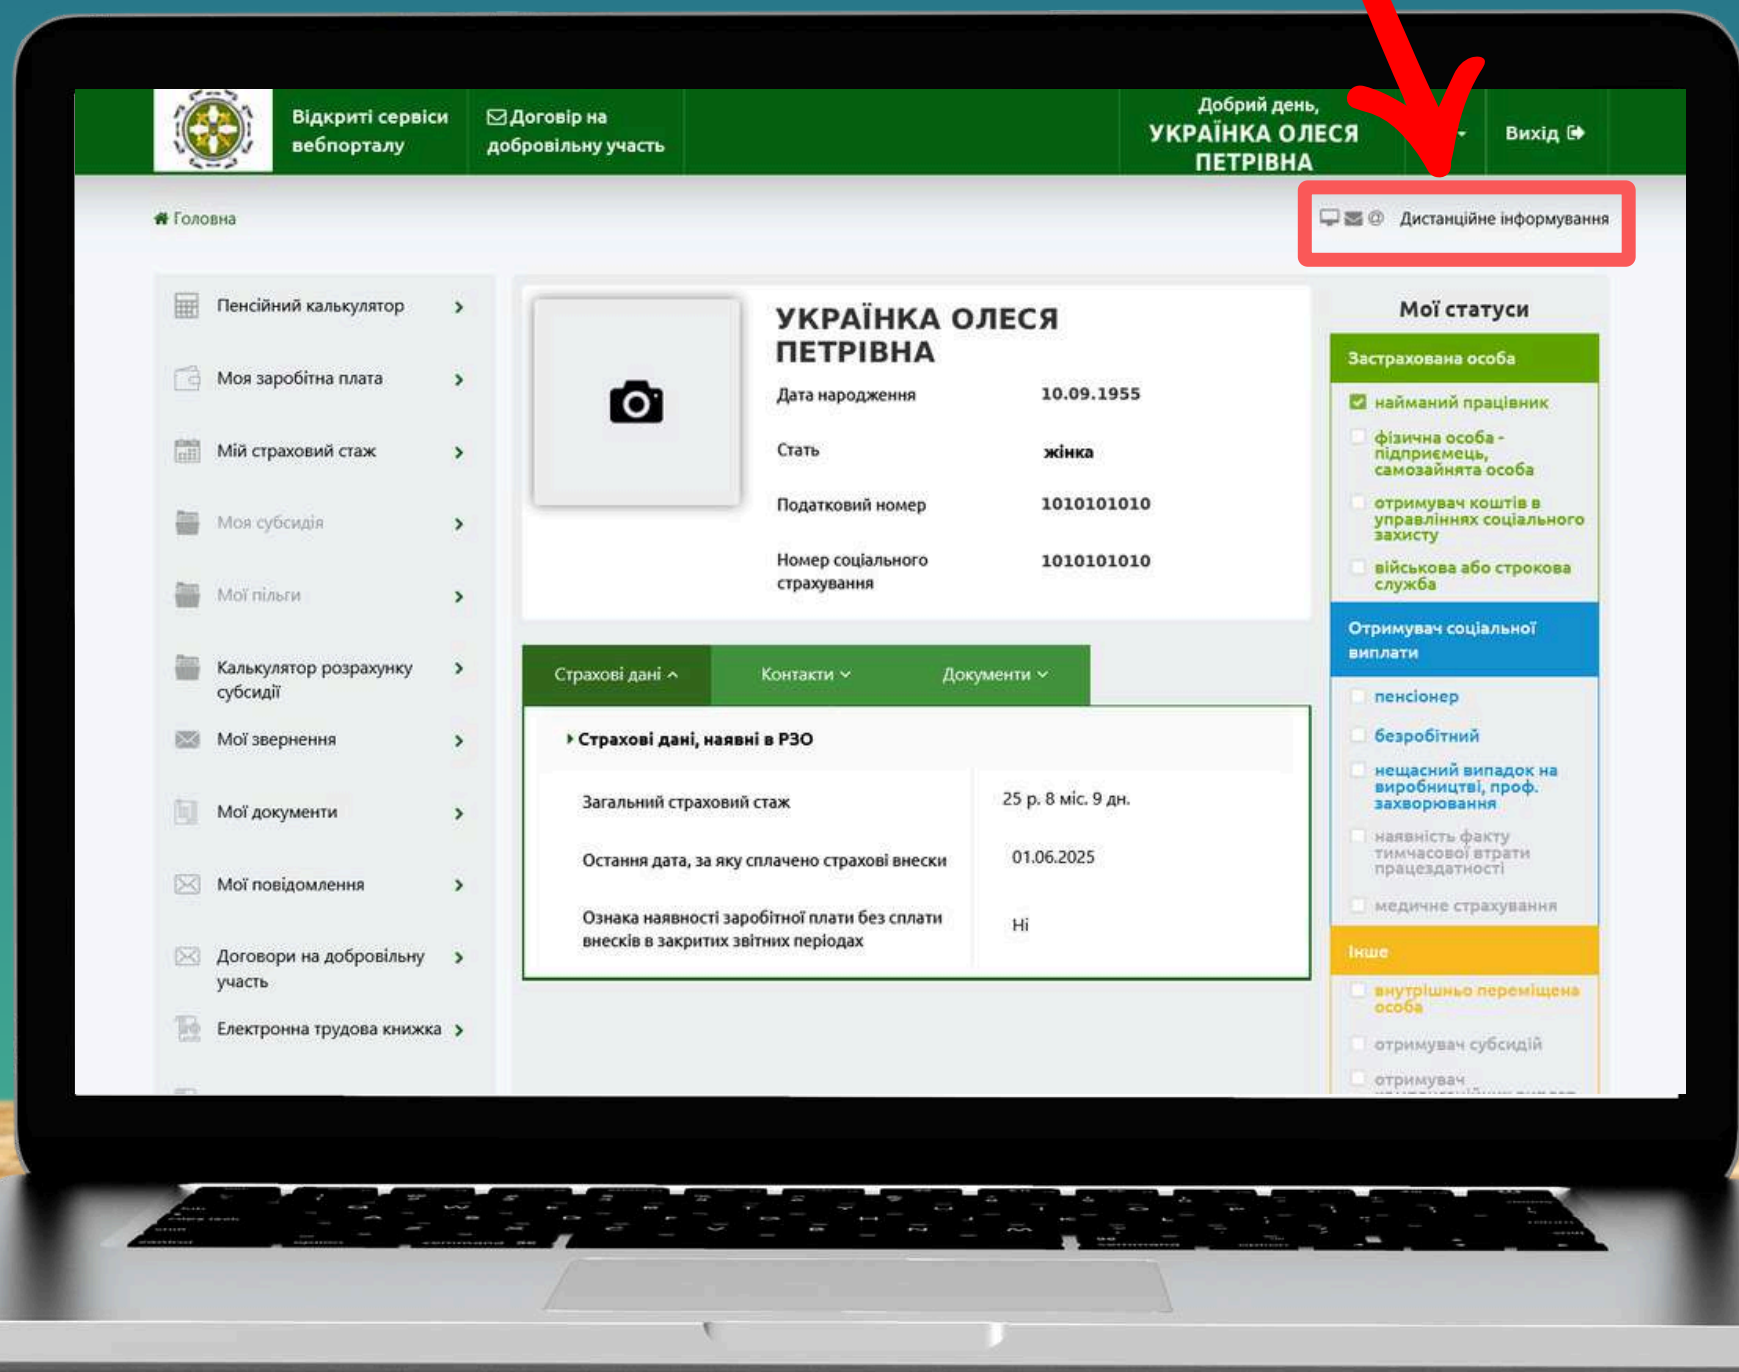 Відкриті сервіси
вебпорталу
Договір на
добровільну участь
Добрий день,
УКРАЇНКА ОЛЕСЯ
ПЕТРІВНА
Вихід
Головна
@ Дистанційне інформування
Пенсійний калькулятор
Моя заробітна плата
Мій страховий стаж
Моя субсидія
Мої пільги
Калькулятор розрахунку
субсидії
Мої звернення
Мої документи
Мої повідомлення
Договори на добровільну
участь
Електронна трудова книжка
УКРАЇНКА ОЛЕСЯ
ПЕТРІВНА
Дата народження 10.09.1955
Стать жінка
Податковий номер 1010101010
Номер соціального 1010101010
страхування
Страхові дані Контакти Документи
Страхові дані, наявні в РЗО
Загальний страховий стаж 25 р. 8 міс. 9 дн.
Остання дата, за яку сплачено страхові внески 01.06.2025
Ознака наявності заробітної плати без сплати Ні
внесків в закритих звітних періодах
Мої статуси
Застрахована особа
найманий працівник
фізична особа -
підприємець,
самозайнята особа
отримувач коштів в
управліннях соціального
захисту
військова або строкова
служба
Отримувач соціальної
виплати
пенсіонер
безробітний
нещасний випадок на
виробництві, проф.
захворювання
наявність факту
тимчасової втрати
працездатності
медичне страхування
Інше
внутрішньо переміщена
особа
отримувач субсидій
отримувач